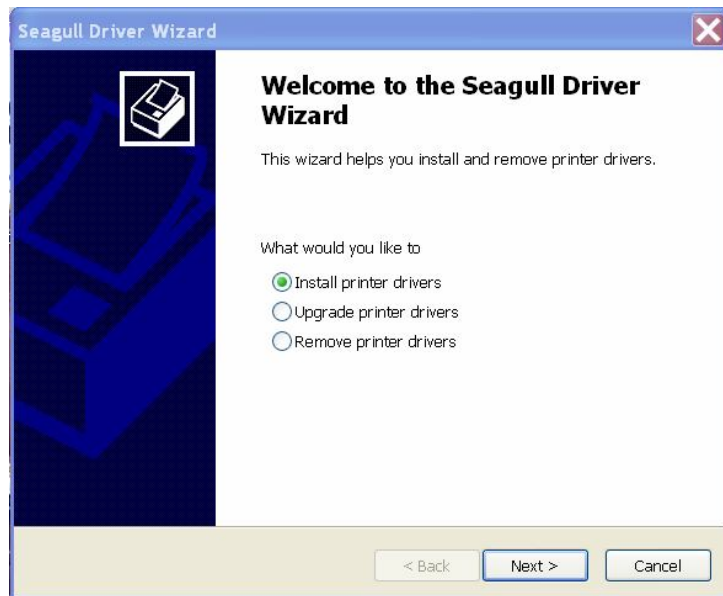 Seagull Driver Wizard
Welcome to the Seagull Driver
Wizard
This wizard helps you install and remove printer drivers.
What would you like to
Install printer drivers
Upgrade printer drivers
Remove printer drivers
< Back Next > Cancel